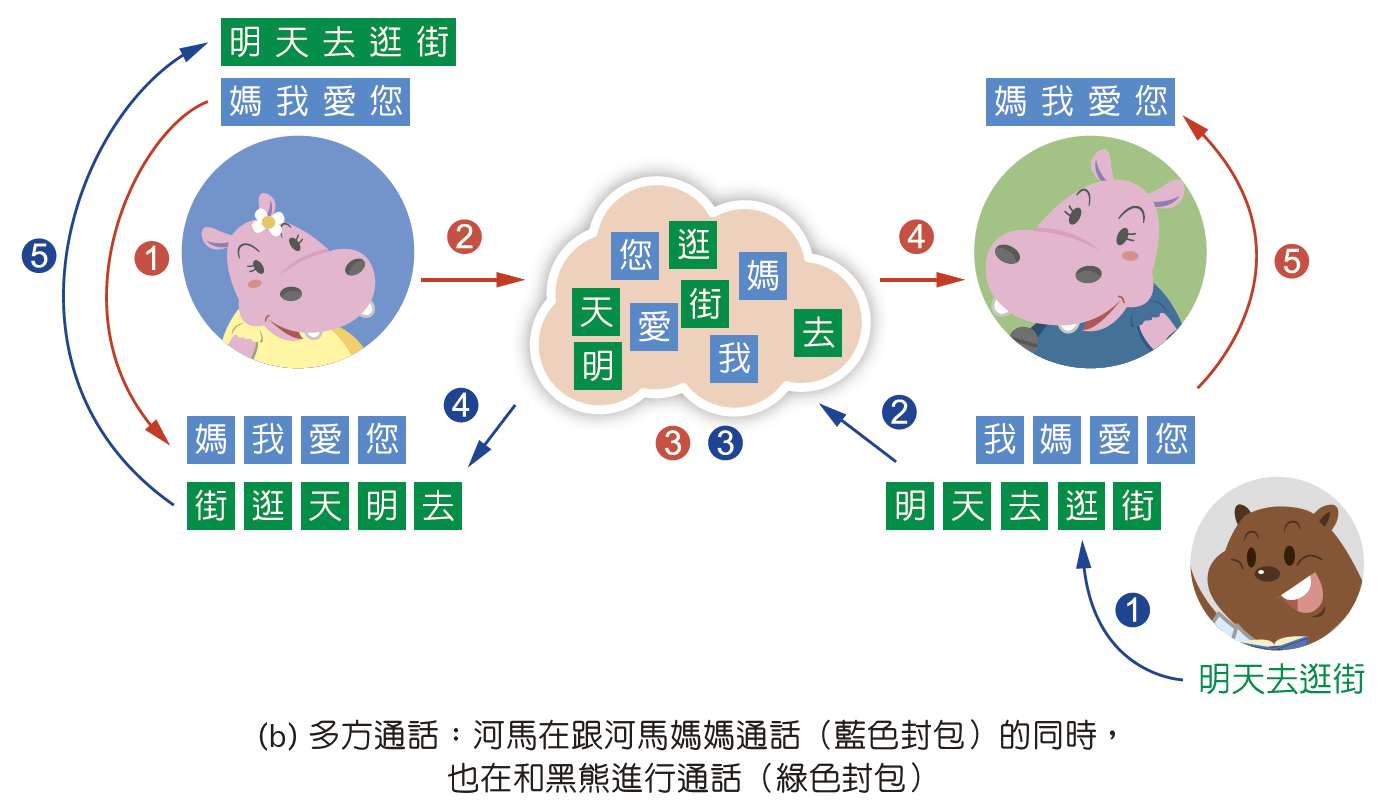 明天去逛街
媽我愛您
媽我愛您
1
2
3
3
4
5
5
4
2
1
您
逛
媽
天
街
愛
去
明
我
媽我愛您
街逛天明去
我媽愛您
明天去逛街
明天去逛街
(b) 多方通話:河馬在跟河馬媽媽通話(藍色封包)的同時,
也在和黑熊進行通話(綠色封包)